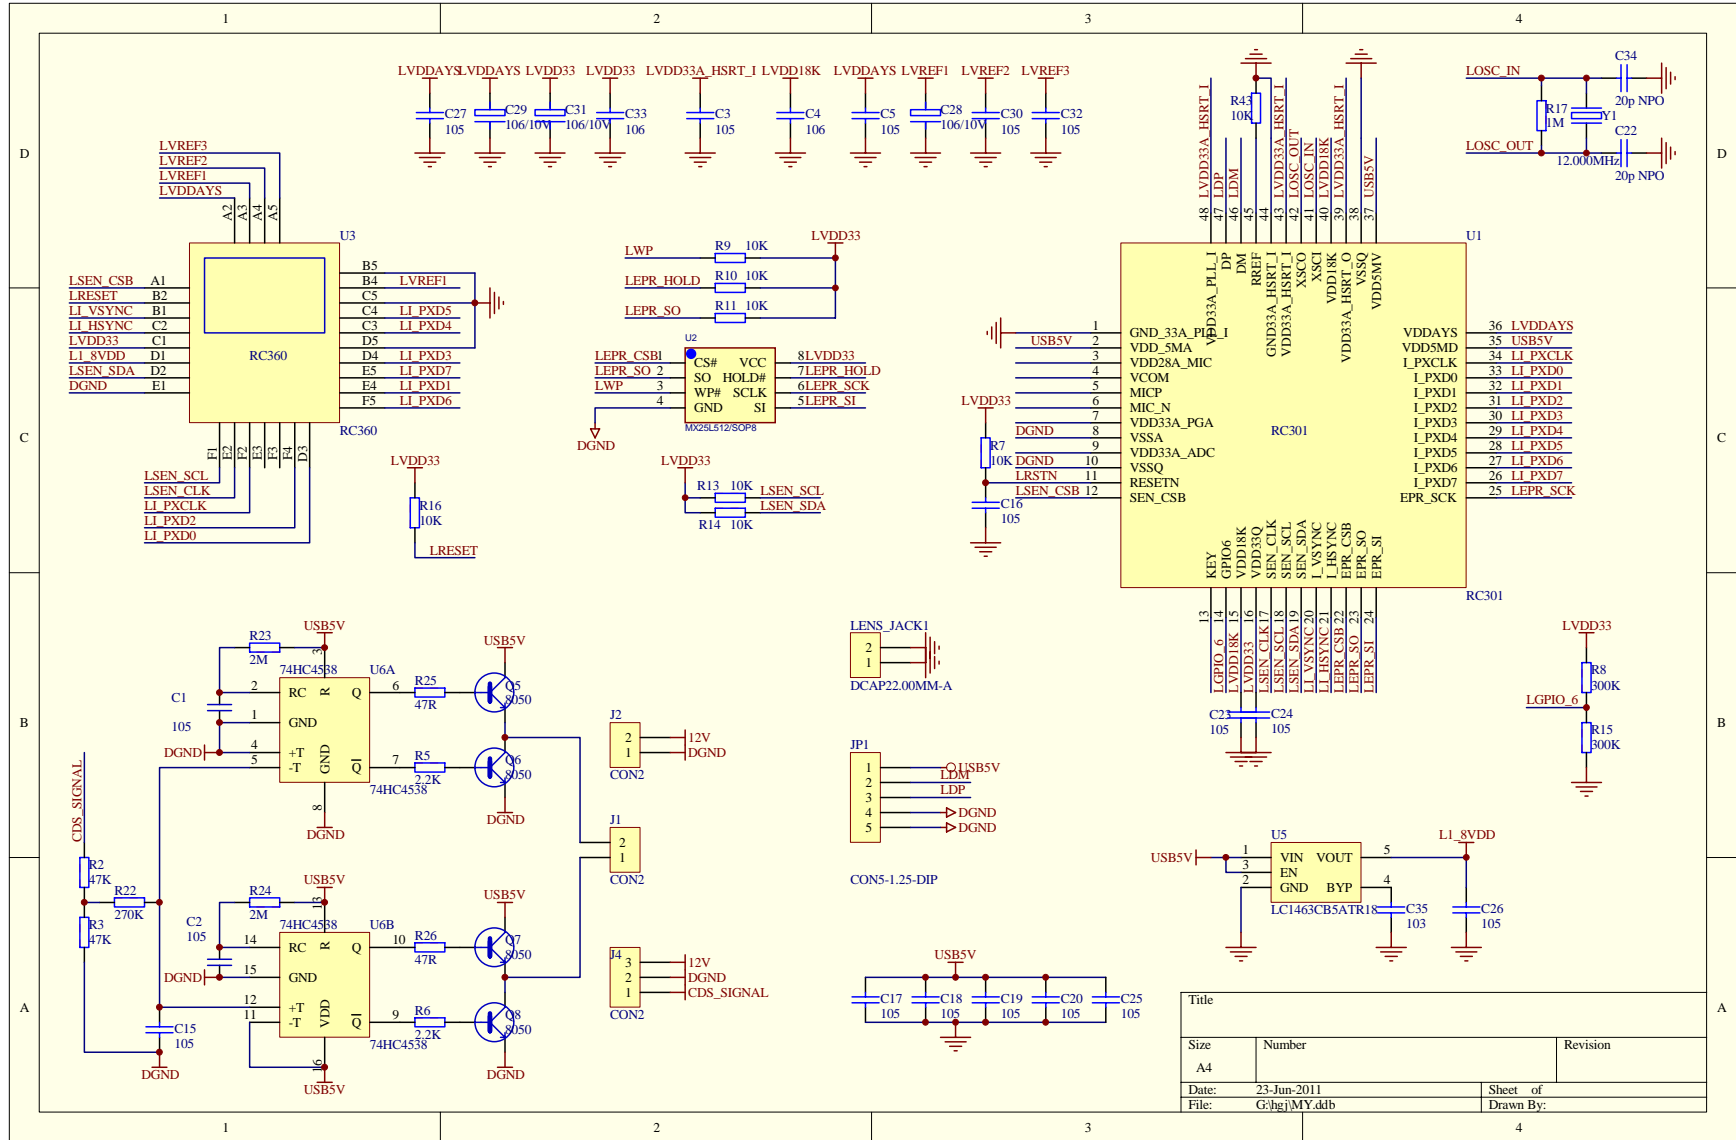 1 2 3 4
LVDDAYS LVDDAYS LVDD33 LVDD33 LVDD33A_HSRT_I LVDD18K LVDDAYS LVREF1 LVREF2 LVREF3
C27 C29 C31 C33 C3 C4 C5 C28 C30 C32
105 106/10V 106/10V 106 105 106 105 106/10V 105 105
D
LVREF3
LVREF2
LVREF1
LVDDAYS
A2 A3 A4 A5
U3
LSEN_CSB A1
LRESET B2
LI_VSYNC B1
LI_HSYNC C2
LVDD33 C1
L1_8VDD D1
LSEN_SDA D2
DGND E1
RC360
B5
B4 LVREF1
C5
C4 LI_PXD5
C3 LI_PXD4
D5
D4 LI_PXD3
E5 LI_PXD7
E4 LI_PXD1
F5 LI_PXD6
RC360
F1 E2 F2 E3 F3 F4 D3
LSEN_SCL
LSEN_CLK
LI_PXCLK
LI_PXD2
LI_PXD0
LVDD33
R16
10K
LRESET
LVDD33
LWP R9 10K
LEPR_HOLD R10 10K
LEPR_SO R11 10K
U2
LEPR_CSB 1 CS# VCC 8 LVDD33
LEPR_SO 2 SO HOLD# 7 LEPR_HOLD
LWP 3 WP# SCLK 6 LEPR_SCK
4 GND SI 5 LEPR_SI
MX25L512/SOP8
DGND
LVDD33
R13 10K LSEN_SCL
R14 10K LSEN_SDA
R43
10K
LVDD33A_HSRT_I LDP LDM LVDD33A_HSRT_I LOSC_OUT LOSC_IN LVDD18K LVDD33A_HSRT_I USB5V
48 47 46 45 44 43 42 41 40 39 38 37
VDD33A_PLL_I DP DM RREF GND33A_HSRT_I VDD33A_HSRT_I XSCO XSCI VDD18K VDD33A_HSRT_O VSSQ VDD5MV
U1
1 GND_33A_PLL_I
USB5V 2 VDD_5MA
3 VDD28A_MIC
4 VCOM
5 MICP
6 MIC_N
7 VDD33A_PGA
DGND 8 VSSA
9 VDD33A_ADC
DGND 10 VSSQ
LRSTN 11 RESETN
LSEN_CSB 12 SEN_CSB
RC301
VDDAYS 36 LVDDAYS
VDD5MD 35 USB5V
I_PXCLK 34 LI_PXCLK
I_PXD0 33 LI_PXD0
I_PXD1 32 LI_PXD1
I_PXD2 31 LI_PXD2
I_PXD3 30 LI_PXD3
I_PXD4 29 LI_PXD4
I_PXD5 28 LI_PXD5
I_PXD6 27 LI_PXD6
I_PXD7 26 LI_PXD7
EPR_SCK 25 LEPR_SCK
KEY GPIO6 VDD18K VDD33Q SEN_CLK SEN_SCL SEN_SDA I_VSYNC I_HSYNC EPR_CSB EPR_SO EPR_SI
RC301
13 14 15 16 17 18 19 20 21 22 23 24
LGPIO_6 LVDD18K LVDD33 LSEN_CLK LSEN_SCL LSEN_SDA LI_VSYNC LI_HSYNC LEPR_CSB LEPR_SO LEPR_SI
C23 C24
105 105
LVDD33
R7
10K
C16
105
LOSC_IN
C34
20p NPO
R17
1M
Y1
C22
LOSC_OUT
12.000MHz
20p NPO
D
C
C
USB5V
R23
2M
74HC4538 U6A
3
C1
105
2 RC R Q 6
1 GND
4 +T
5 -T GND Q 7
DGND
74HC4538
8
DGND
R25
47R
R5
2.2K
USB5V
Q5
8050
Q6
8050
DGND
CDS_SIGNAL
R2
47K
R22
270K
R3
47K
USB5V
R24
2M
13
74HC4538 U6B
C2
105
14 RC R Q 10
15 GND
DGND
12 +T
11 -T VDD Q 9
74HC4538
16
USB5V
C15
105
DGND
R26
47R
R6
2.2K
USB5V
Q7
8050
Q8
8050
DGND
J2
2 12V
1 DGND
CON2
J1
2
1
CON2
J4
3 12V
2 DGND
1 CDS_SIGNAL
CON2
LENS_JACK1
2
1
DCAP22.00MM-A
JP1
1 USB5V
2 LDM
3 LDP
4 DGND
5 DGND
CON5-1.25-DIP
USB5V
C17 C18 C19 C20 C25
105 105 105 105 105
LVDD33
R8
300K
LGPIO_6
R15
300K
U5
USB5V 1 VIN VOUT 5 L1_8VDD
3 EN
2 GND BYP 4
LC1463CB5ATR18
C35
103
C26
105
B
B
A
A
Title
Size Number Revision
A4
Date: 23-Jun-2011 Sheet of
File: G:\hgj\MY.ddb Drawn By:
1 2 3 4